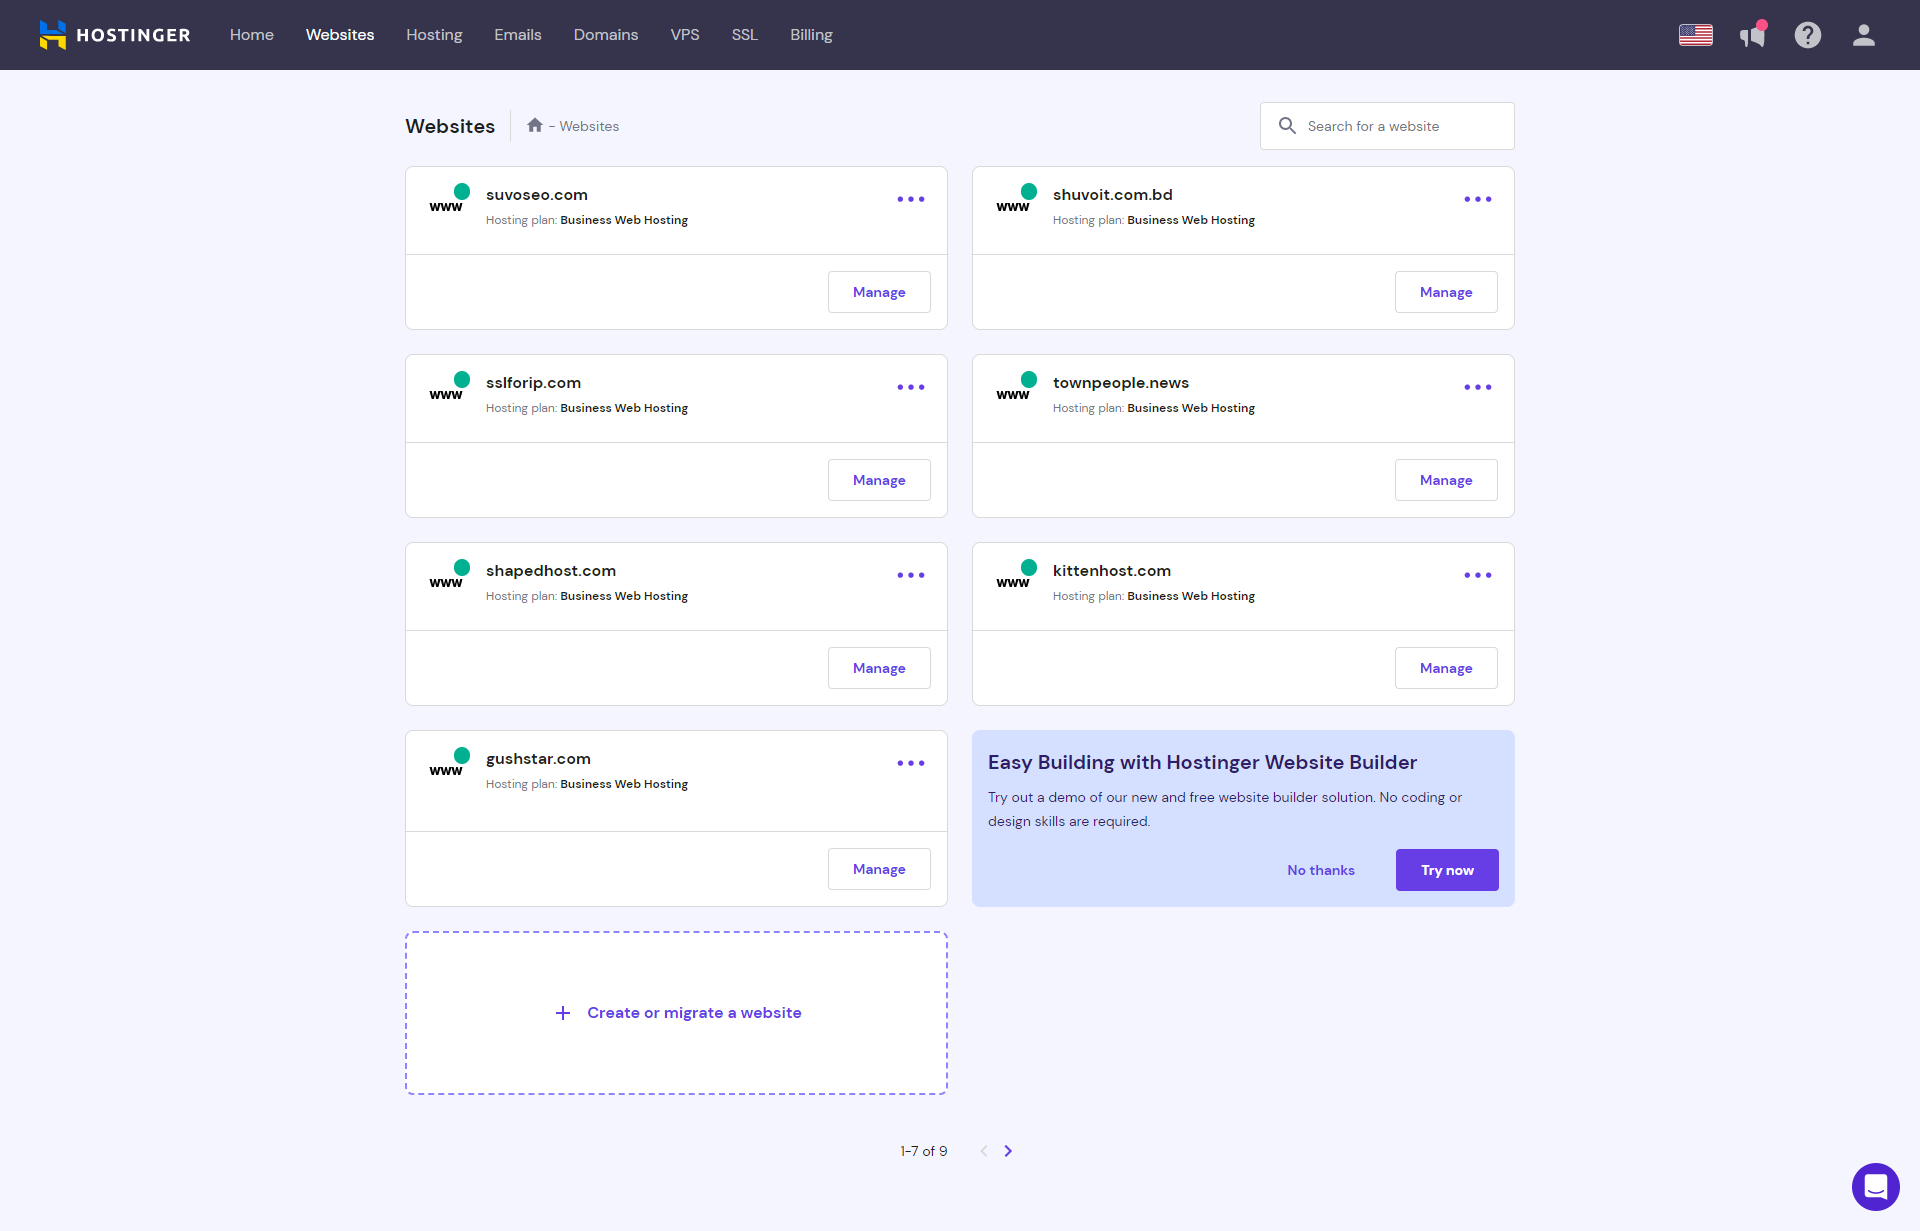 HOSTINGER Home Websites Hosting Emails Domains VPS SSL Billing
Websites - Websites
Search for a website
www suvoseo.com
Hosting plan: Business Web Hosting
Manage
www shuvoit.com.bd
Hosting plan: Business Web Hosting
Manage
www sslforip.com
Hosting plan: Business Web Hosting
Manage
www townpeople.news
Hosting plan: Business Web Hosting
Manage
www shapedhost.com
Hosting plan: Business Web Hosting
Manage
www kittenhost.com
Hosting plan: Business Web Hosting
Manage
www gushstar.com
Hosting plan: Business Web Hosting
Manage
Easy Building with Hostinger Website Builder
Try out a demo of our new and free website builder solution. No coding or
design skills are required.
No thanks Try now
+ Create or migrate a website
1-7 of 9